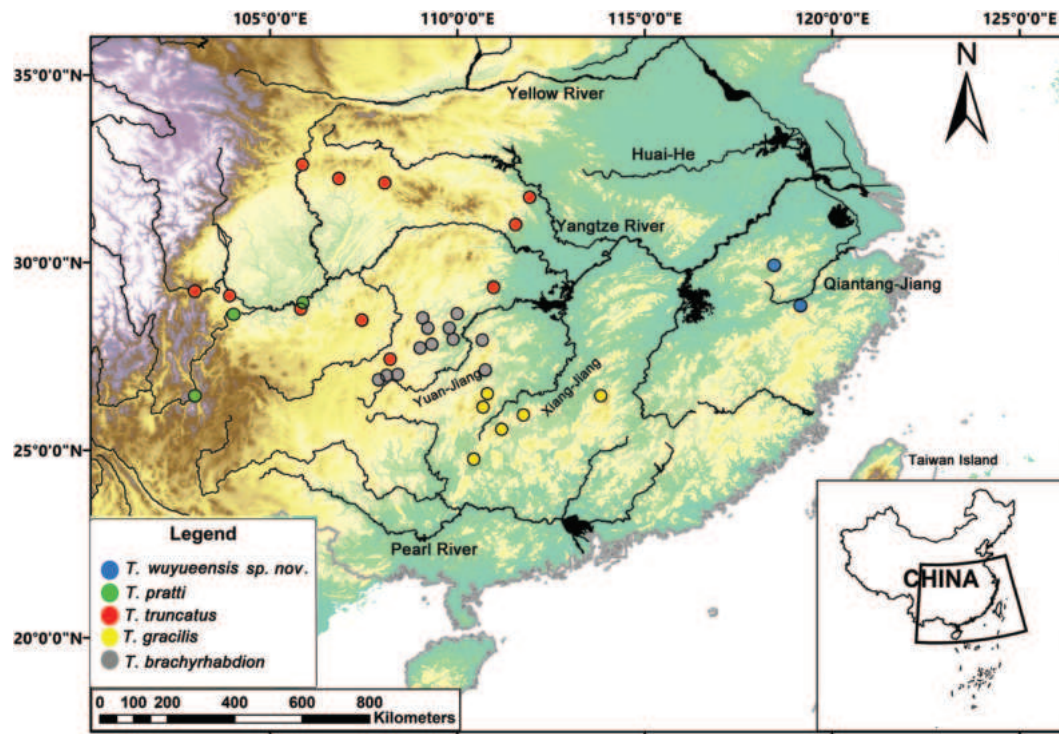 105°0'0"E 110°0'0"E 115°0'0"E 120°0'0"E 125°0'0"E
35°0'0"N
N
Yellow River
Huai-He
Yangtze River
30°0'0"N
Qiantang-Jiang
Yuan-Jiang
Xiang-Jiang
25°0'0"N
Taiwan Island
Pearl River
Legend
T. wuyueensis sp. nov.
T. pratti
T. truncatus
T. gracilis
T. brachyrhabdion
20°0'0"N
CHINA
0 100 200 400 600 800
Kilometers